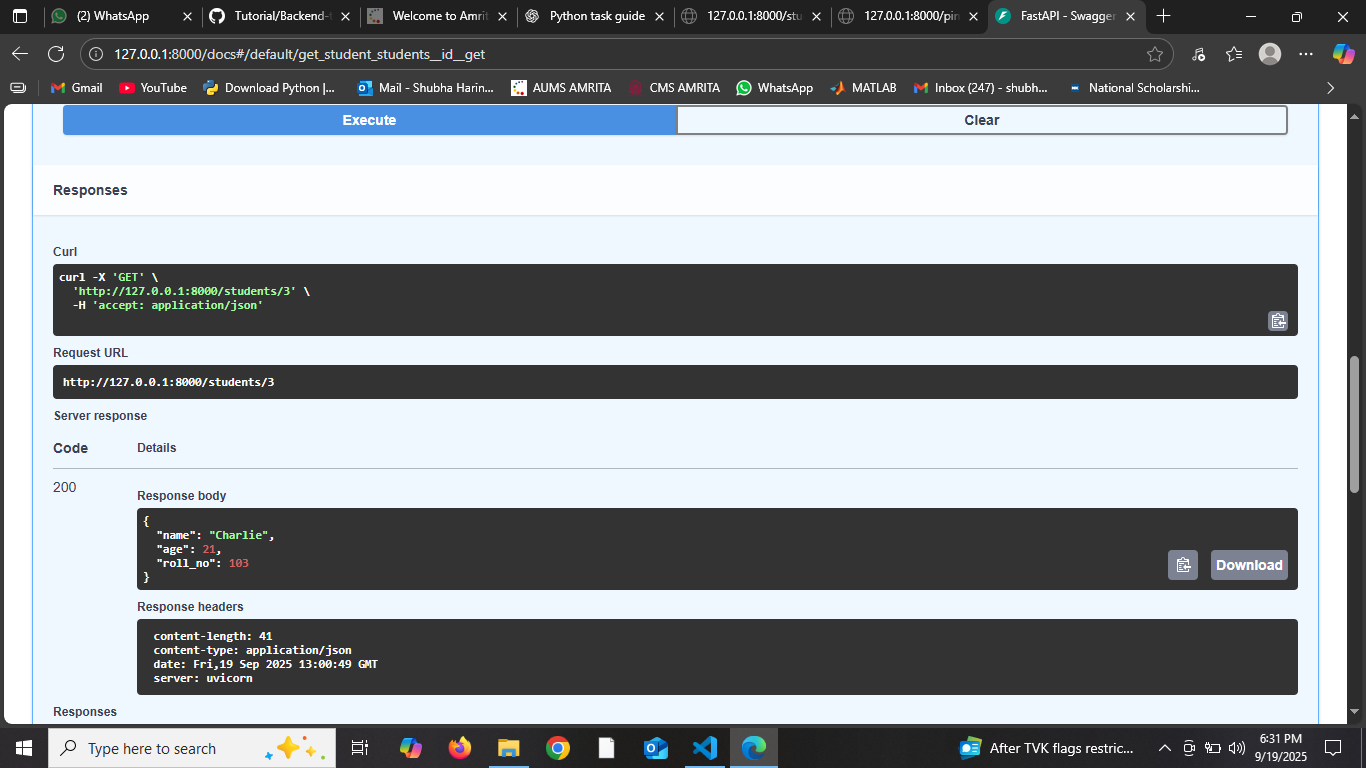 (2) WhatsApp
Tutorial/Backend-
Welcome to Amrit
Python task guide
127.0.0.1:8000/stu
127.0.0.1:8000/pin
FastAPI - Swagger
127.0.0.1:8000/docs#/default/get_student_students__id__get
Gmail
YouTube
Download Python |...
Mail - Shubha Harin...
AUMS AMRITA
CMS AMRITA
WhatsApp
MATLAB
Inbox (247) - shubh...
National Scholarshi...
Execute
Clear
Responses
Curl
curl -X 'GET' \
'http://127.0.0.1:8000/students/3' \
-H 'accept: application/json'
Request URL
http://127.0.0.1:8000/students/3
Server response
Code
Details
200
Response body
{
"name": "Charlie",
"age": 21,
"roll_no": 103
}
Download
Response headers
content-length: 41
content-type: application/json
date: Fri,19 Sep 2025 13:00:49 GMT
server: uvicorn
Responses
Type here to search
After TVK flags restric...
6:31 PM
9/19/2025